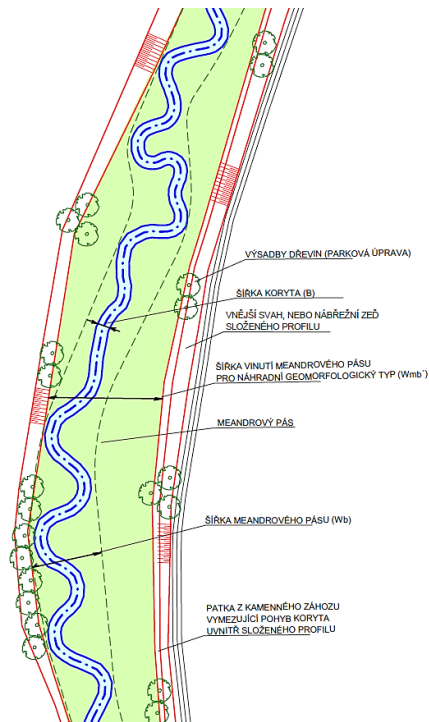 VÝSADBY DŘEVIN (PARKOVÁ ÚPRAVA)
ŠÍŘKA KORYTA (B)
VNĚJŠÍ SVAH, NEBO NÁBŘEŽNÍ ZEĎ
SLOŽENÉHO PROFILU
ŠÍŘKA VINUTÍ MEANDROVÉHO PÁSU
PRO NÁHRADNÍ GEOMORFOLOGICKÝ TYP (Wmb´)
MEANDROVÝ PÁS
ŠÍŘKA MEANDROVÉHO PÁSU (Wb)
PATKA Z KAMENNÉHO ZÁHOZU
VYMEZUJÍCÍ POHYB KORYTA
UVNITŘ SLOŽENÉHO PROFILU